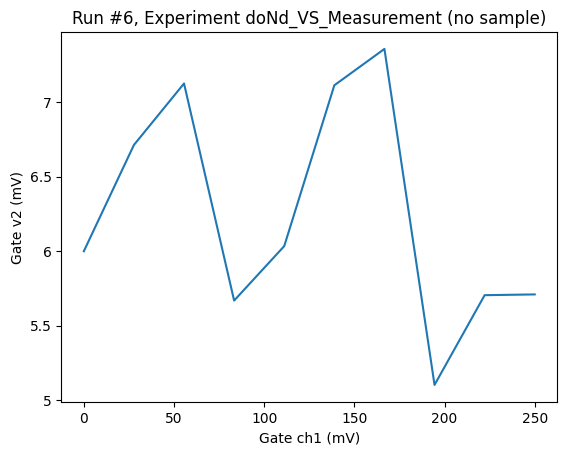 Run #6, Experiment doNd_VS_Measurement (no sample)
7
6.5
6
5.5
5
Gate v2 (mV)
0 50 100 150 200 250
Gate ch1 (mV)